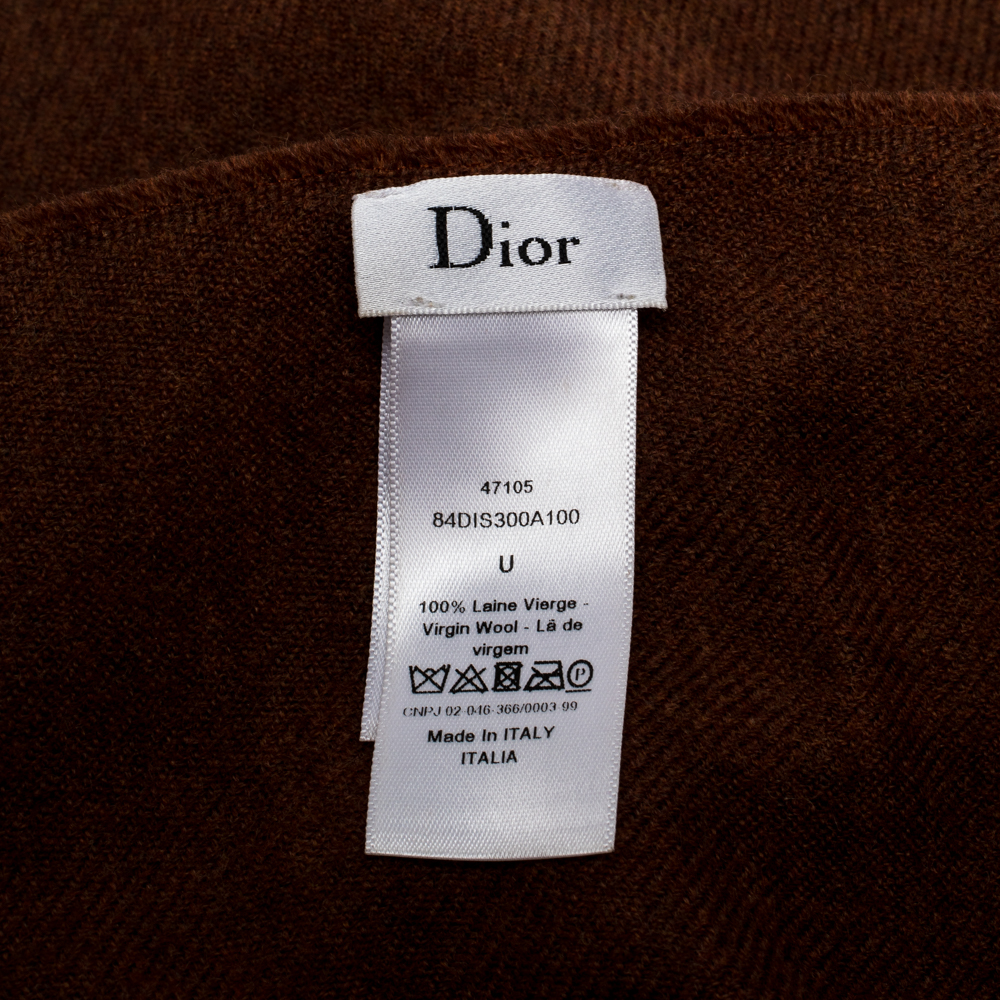 Dior
47105
84DIS300A100
U
100% Laine Vierge -
Virgin Wool - Lã de
virgem
P
CNPJ 02-046-366/0003-99
Made In ITALY
ITALIA